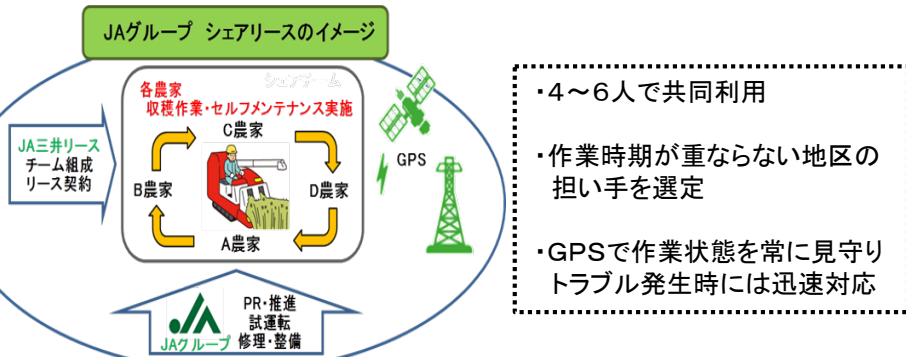 JAグループ シェアリースのイメージ
シェアチーム
各農家
収穫作業・セルフメンテナンス実施
C農家
B農家
D農家
A農家
JA三井リース
チーム組成
リース契約
GPS
PR・推進
試運転
修理・整備
JAグループ
・4～6人で共同利用
・作業時期が重ならない地区の
担い手を選定
・GPSで作業状態を常に見守り
トラブル発生時には迅速対応